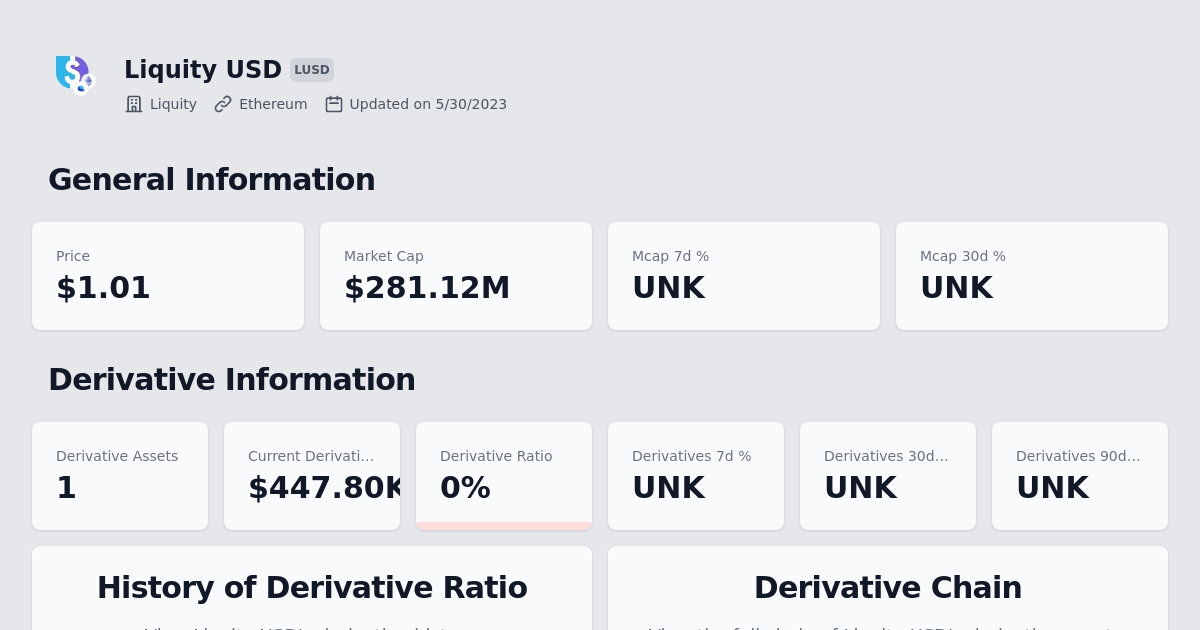 Liquity USD LUSD
Liquity Ethereum Updated on 5/30/2023
General Information
Price
$1.01
Market Cap
$281.12M
Mcap 7d %
UNK
Mcap 30d %
UNK
Derivative Information
Derivative Assets
1
Current Derivati...
$447.80K
Derivative Ratio
0%
Derivatives 7d %
UNK
Derivatives 30d...
UNK
Derivatives 90d...
UNK
History of Derivative Ratio
Derivative Chain